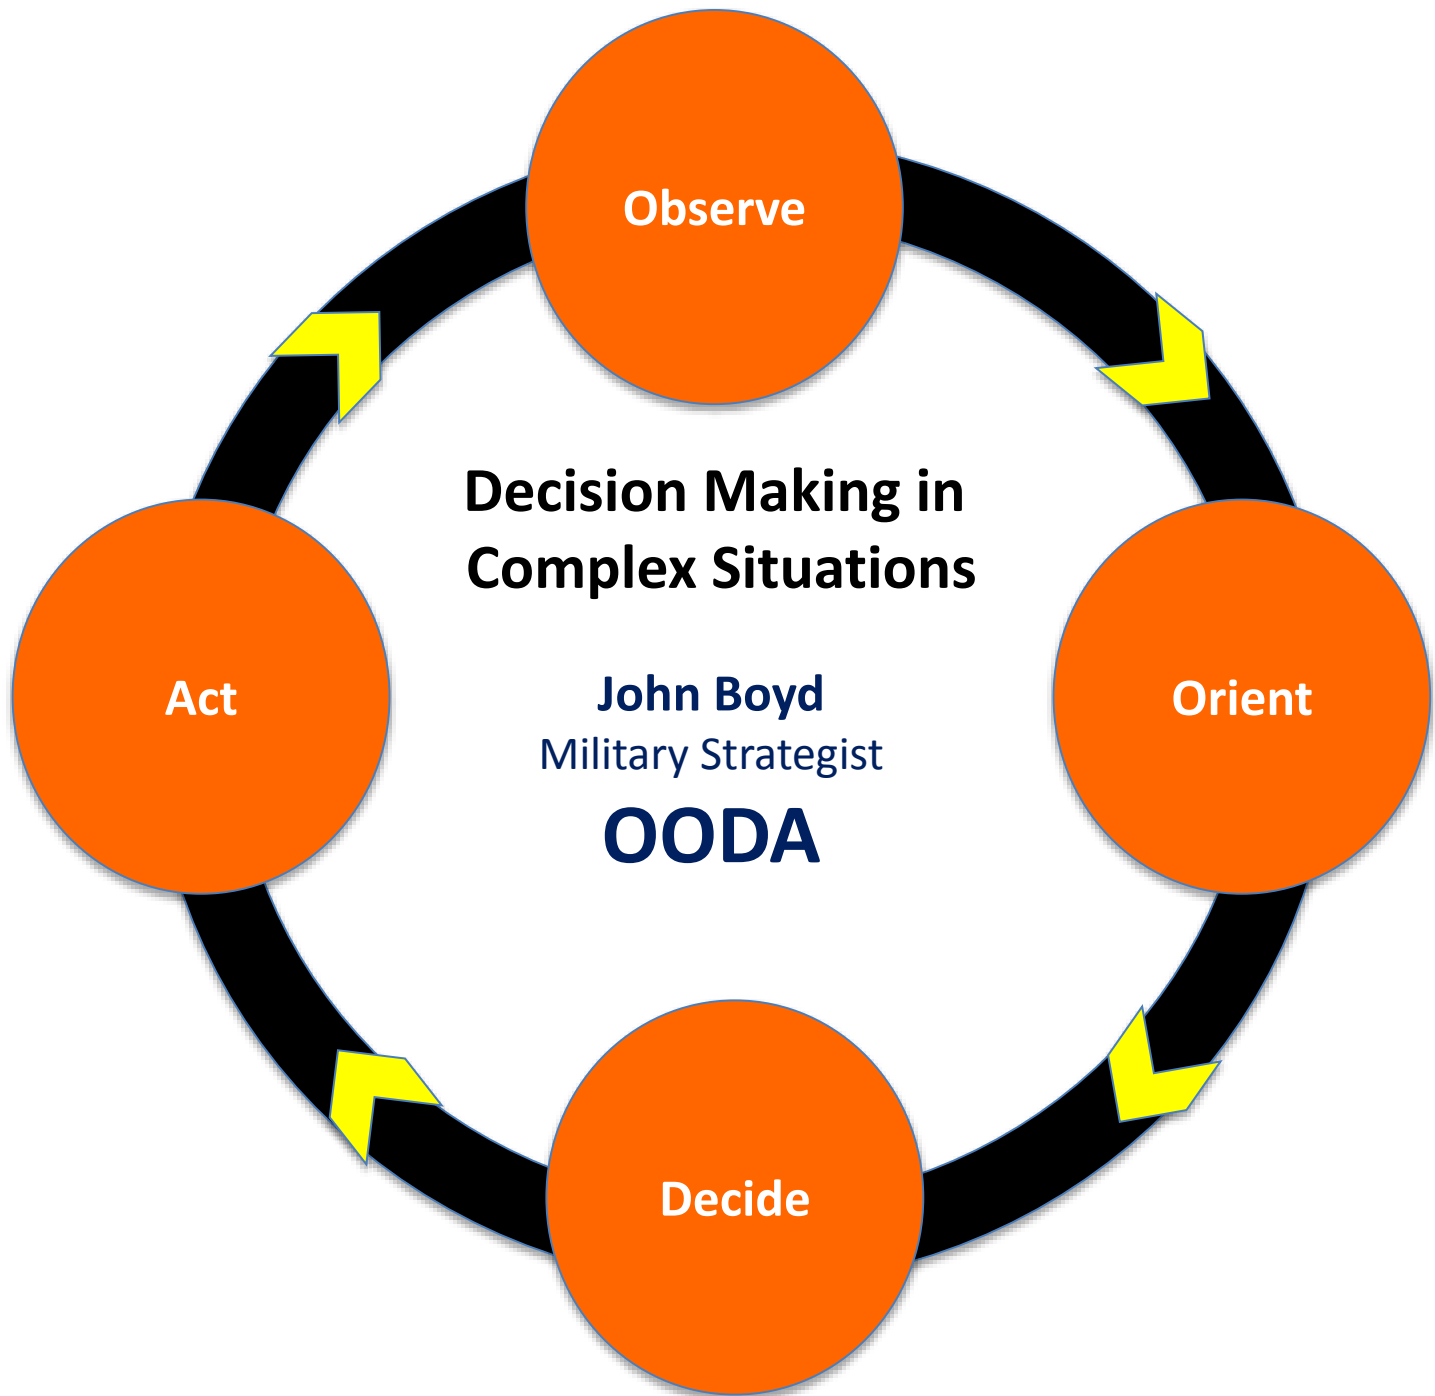 Observe
Decision Making in
Complex Situations
Act
John Boyd
Orient
Military Strategist
OODA
Decide